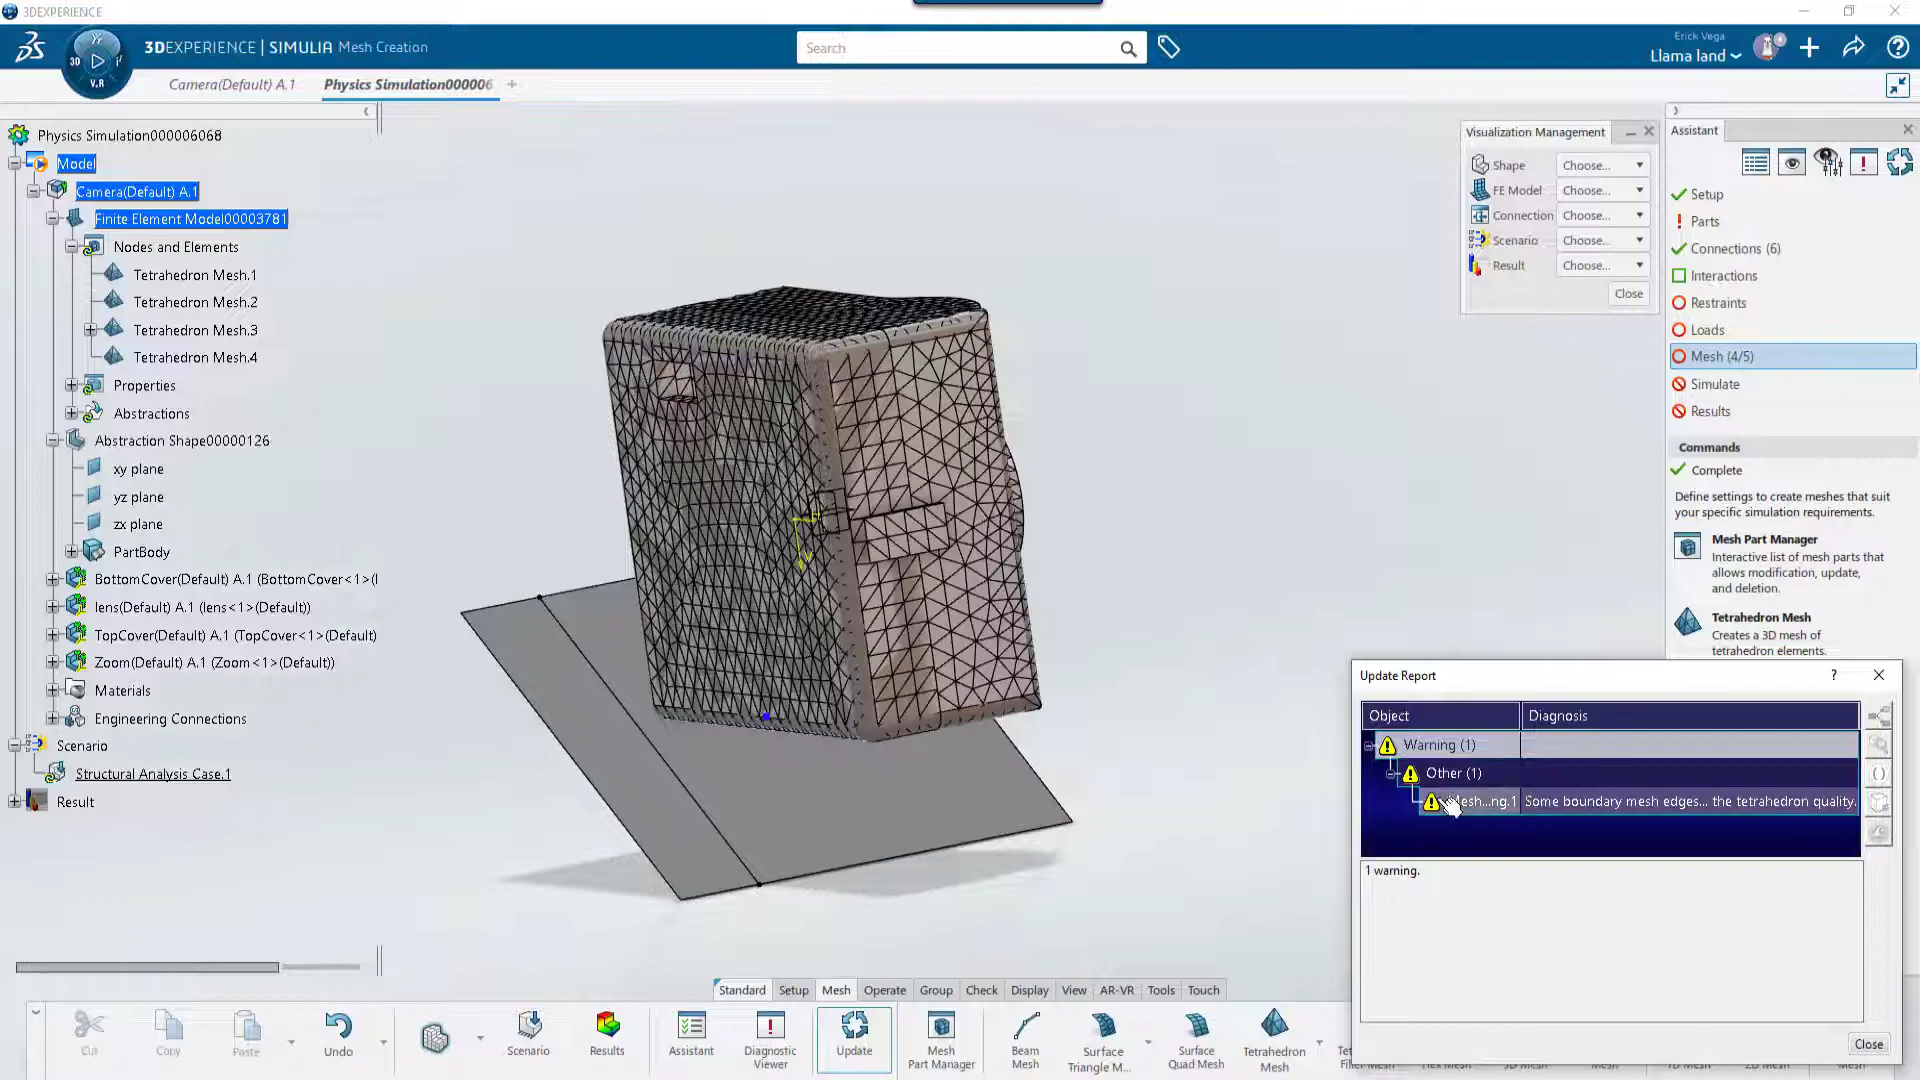 3DEXPERIENCE
3DEXPERIENCE | SIMULIA Mesh Creation
3D
V.R
Search
Erick Vega
Llama land
Camera(Default) A.1
Physics Simulation000006
Physics Simulation000006068
Model
Camera(Default) A.1
Finite Element Model00003781
Nodes and Elements
Tetrahedron Mesh.1
Tetrahedron Mesh.2
Tetrahedron Mesh.3
Tetrahedron Mesh.4
Properties
Abstractions
Abstraction Shape00000126
xy plane
yz plane
zx plane
PartBody
BottomCover(Default) A.1 (BottomCover<1>(
lens(Default) A.1 (lens<1>(Default))
TopCover(Default) A.1 (TopCover<1>(Default)
Zoom(Default) A.1 (Zoom<1>(Default))
Materials
Engineering Connections
Scenario
Structural Analysis Case.1
Result
Visualization Management
Shape Choose...
FE Model Choose...
Connection Choose...
Scenario Choose...
Result Choose...
Close
Assistant
Setup
Parts
Connections (6)
Interactions
Restraints
Loads
Mesh (4/5)
Simulate
Results
Commands
Complete
Define settings to create meshes that suit
your specific simulation requirements.
Mesh Part Manager
Interactive list of mesh parts that
allows modification, update,
and deletion.
Tetrahedron Mesh
Creates a 3D mesh of
tetrahedron elements.
Update Report
?
Object Diagnosis
Warning (1)
Other (1)
Mesh...ng.1 Some boundary mesh edges... the tetrahedron quality.
1 warning.
Close
Standard Setup Mesh Operate Group Check Display View AR-VR Tools Touch
Cut
Copy
Paste
Undo
Scenario
Results
Assistant
Diagnostic
Viewer
Update
Mesh
Part Manager
Beam
Mesh
Surface
Triangle M...
Surface
Quad Mesh
Tetrahedron
Mesh